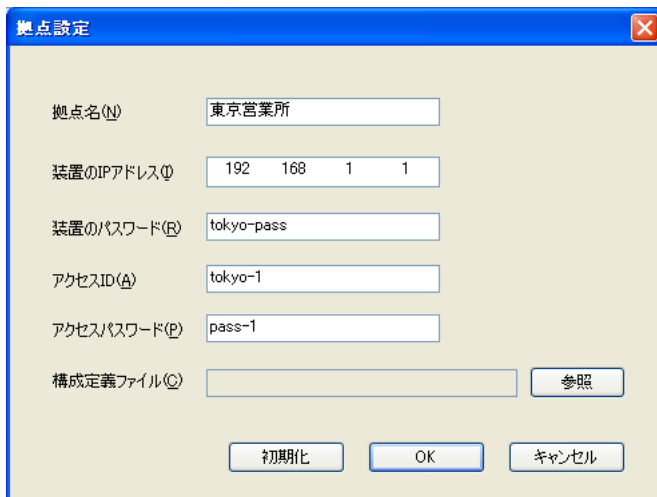 拠点設定
拠点名(N) 東京営業所
装置のIPアドレス(I) 192 168 1 1
装置のパスワード(R) tokyo-pass
アクセスID(A) tokyo-1
アクセスパスワード(P) pass-1
構成定義ファイル(C) 参照
初期化 OK キャンセル